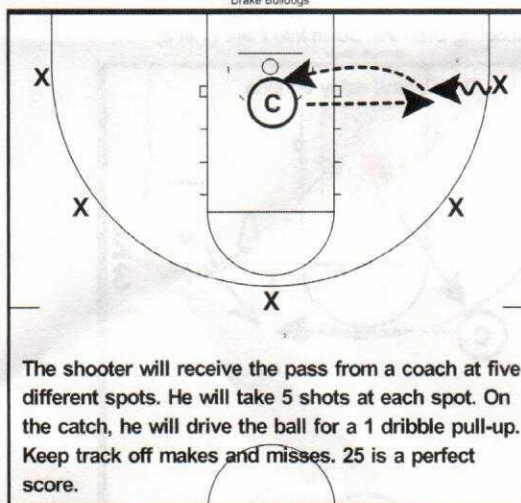 Drake Bulldogs
X
X
C
X
X
X
The shooter will receive the pass from a coach at five
different spots. He will take 5 shots at each spot. On
the catch, he will drive the ball for a 1 dribble pull-up.
Keep track off makes and misses. 25 is a perfect
score.